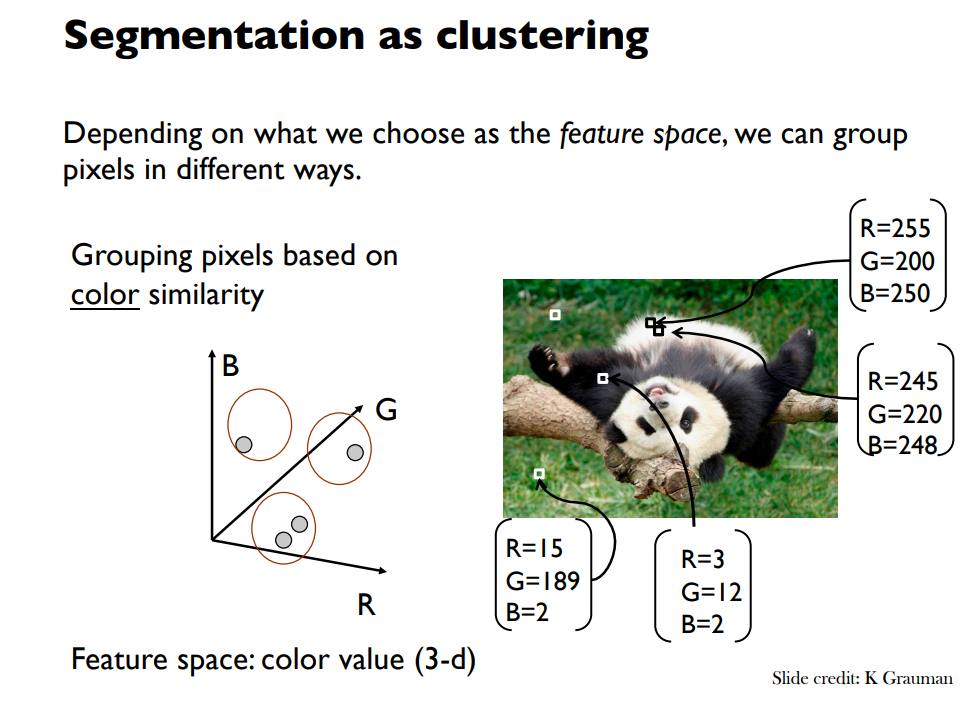 Segmentation as clustering
Depending on what we choose as the feature space, we can group
pixels in different ways.
Grouping pixels based on
color similarity
R=255
G=200
B=250
R=245
G=220
B=248
B
G
R
R=15
G=189
B=2
R=3
G=12
B=2
Feature space: color value (3-d)
Slide credit: K Grauman